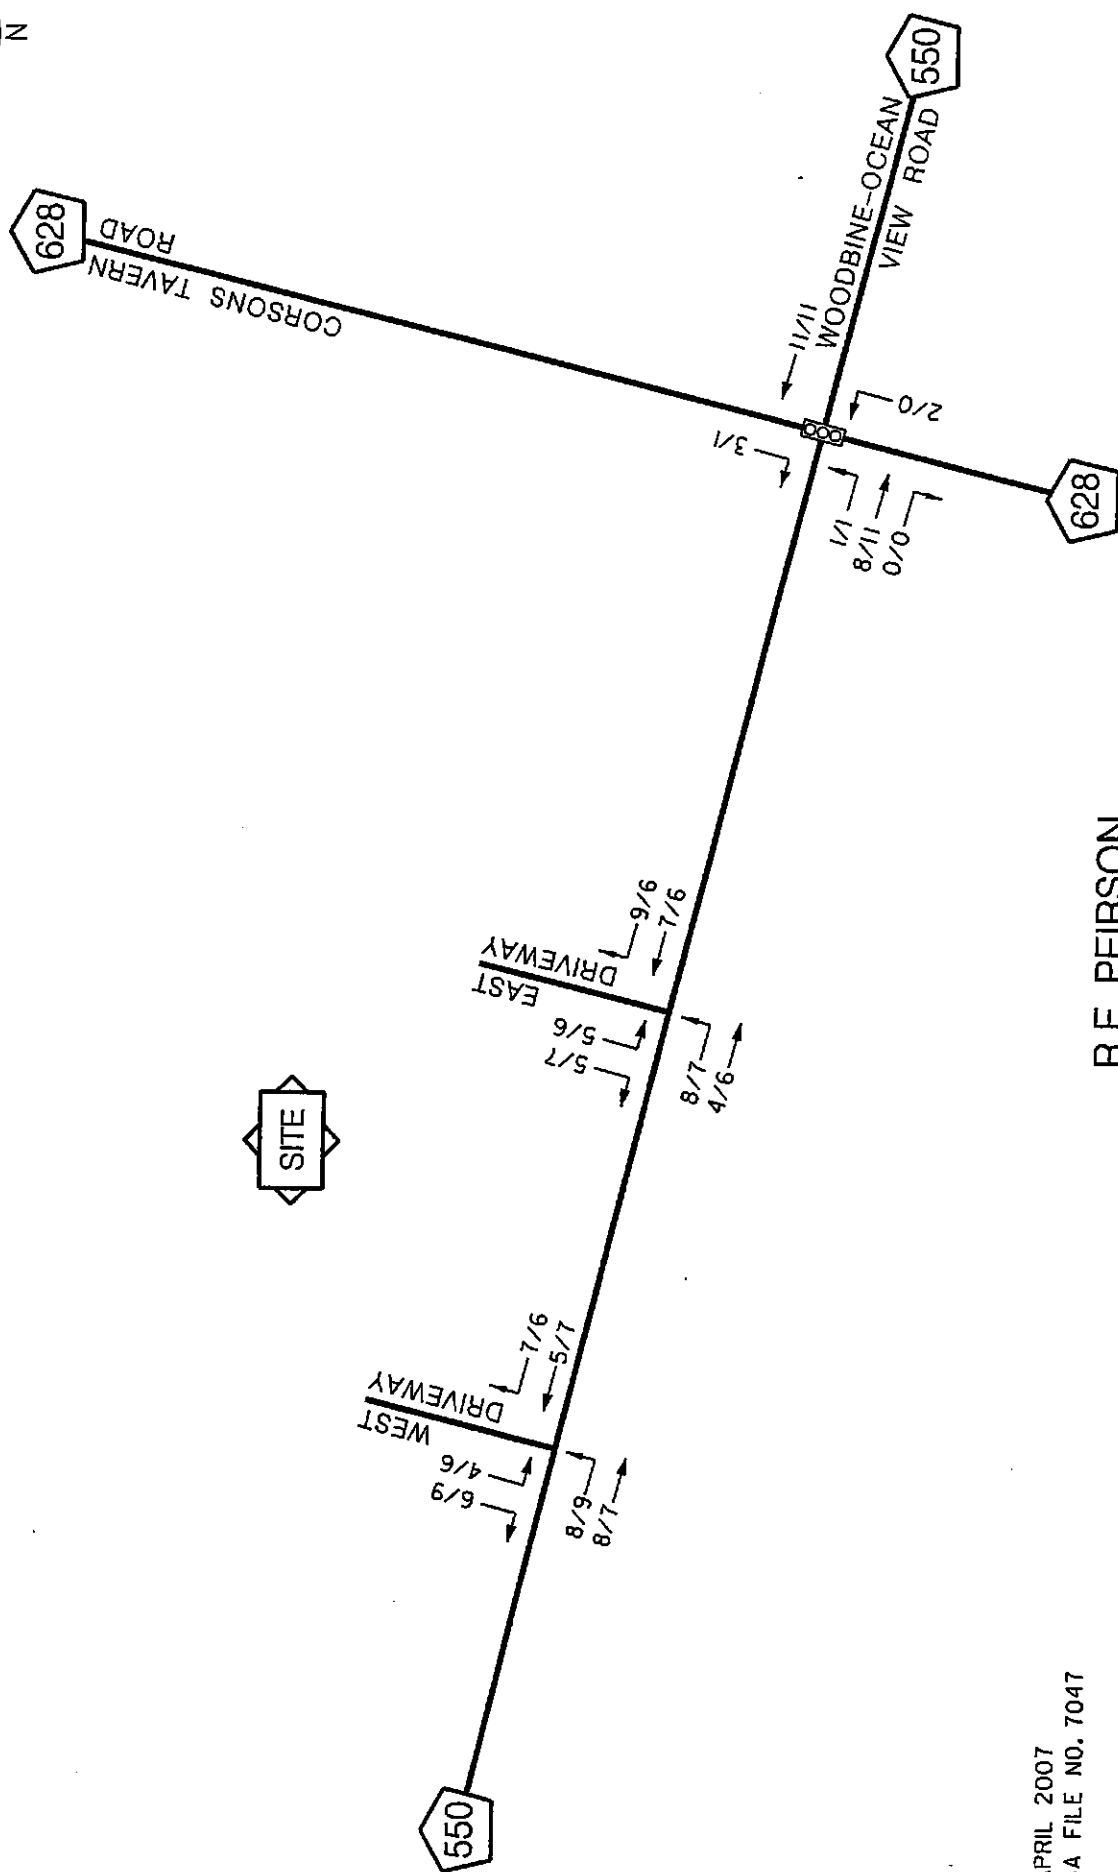 N
628
CORSONS TAVERN
ROAD
550
WOODBINE-OCEAN
VIEW ROAD
11/11
3/1
2/0
1/1
8/11
0/0
628
SITE
EAST
DRIVEWAY
9/6
7/6
5/6
5/7
8/7
4/6
WEST
DRIVEWAY
7/6
5/7
4/6
6/9
8/9
8/7
550
PRIL 2007
A FILE NO. 7047